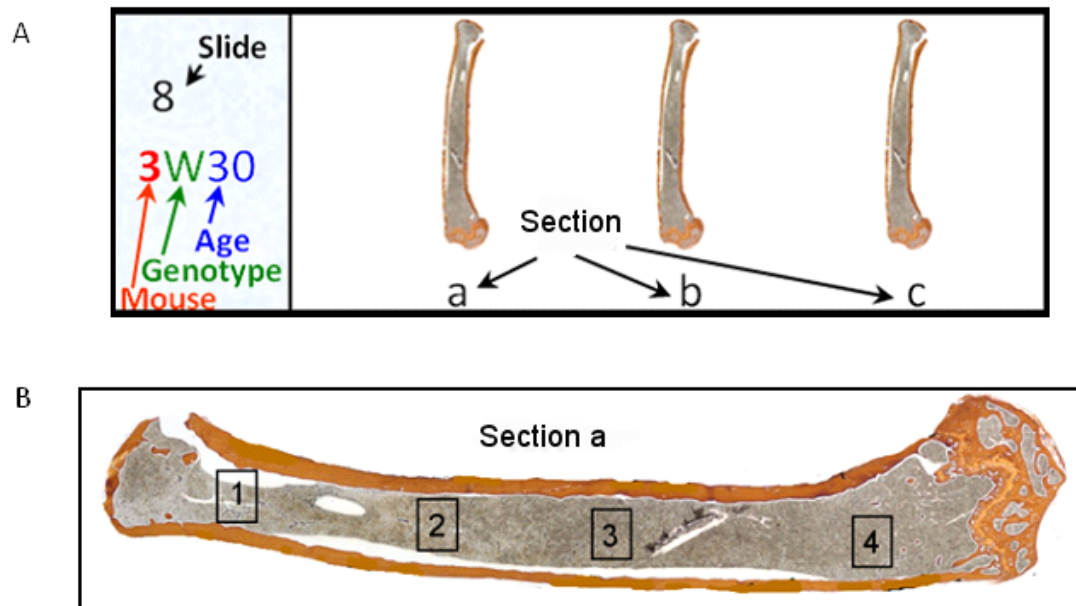 A
Slide
8
3W30
Age
Genotype
Mouse
Section
a b c
B
Section a
1
2
3
4